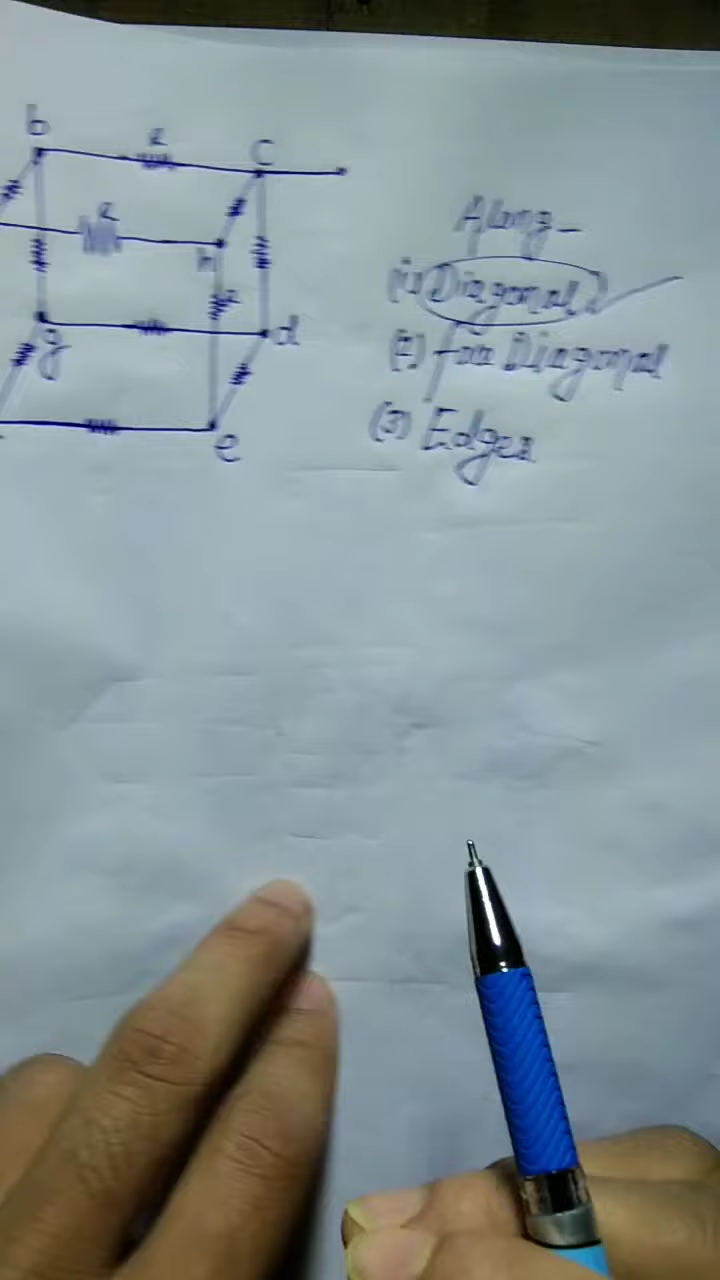 b R c
R
h
R
g d
e
Along-
(1) Diagonal
(2) face Diagonal
(3) Edges